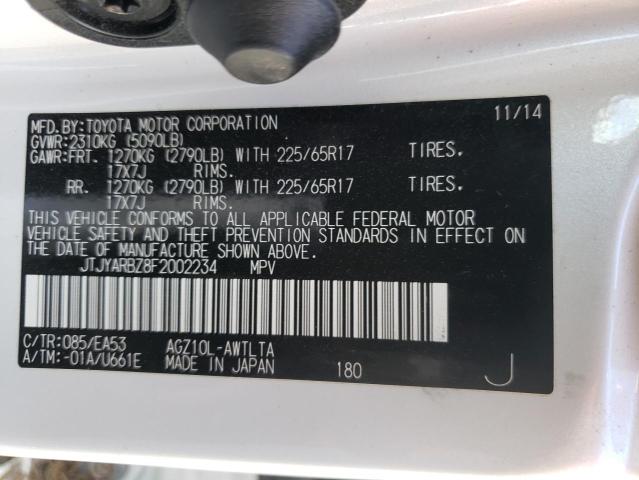 MFD.BY:TOYOTA MOTOR CORPORATION 11/14
GVWR:2310KG (5090LB)
GAWR:FRT. 1270KG (2790LB) WITH 225/65R17 TIRES.
17X7J RIMS.
RR. 1270KG (2790LB) WITH 225/65R17 TIRES.
17X7J RIMS.
THIS VEHICLE CONFORMS TO ALL APPLICABLE FEDERAL MOTOR
VEHICLE SAFETY AND THEFT PREVENTION STANDARDS IN EFFECT ON
THE DATE OF MANUFACTURE SHOWN ABOVE.
JTJYARBZ8F2002234 MPV
C/TR:085/EA53 AGZ10L-AWTLTA
A/TM:-01A/U661E MADE IN JAPAN 180 J